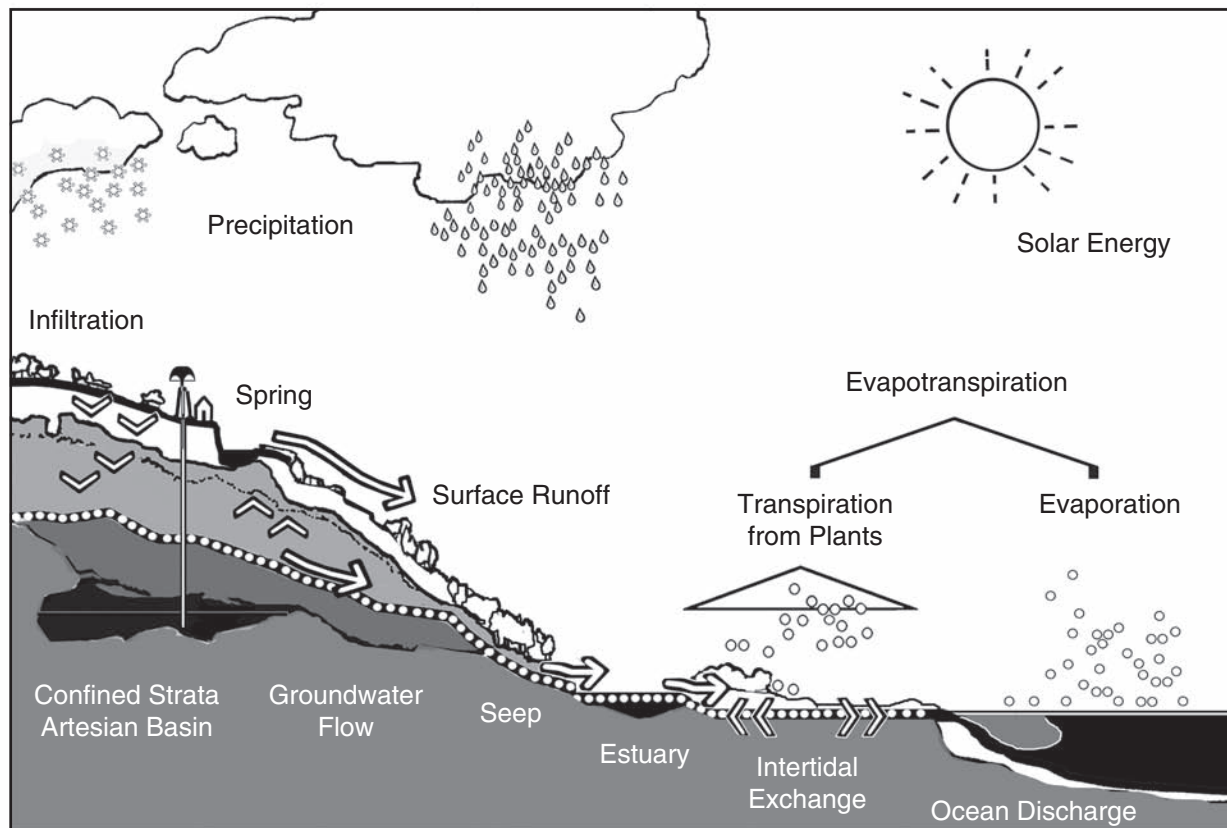 Precipitation
Solar Energy
Infiltration
Spring
Evapotranspiration
Surface Runoff
Transpiration
from Plants
Evaporation
Confined Strata
Artesian Basin
Groundwater
Flow
Seep
Estuary
Intertidal
Exchange
Ocean Discharge